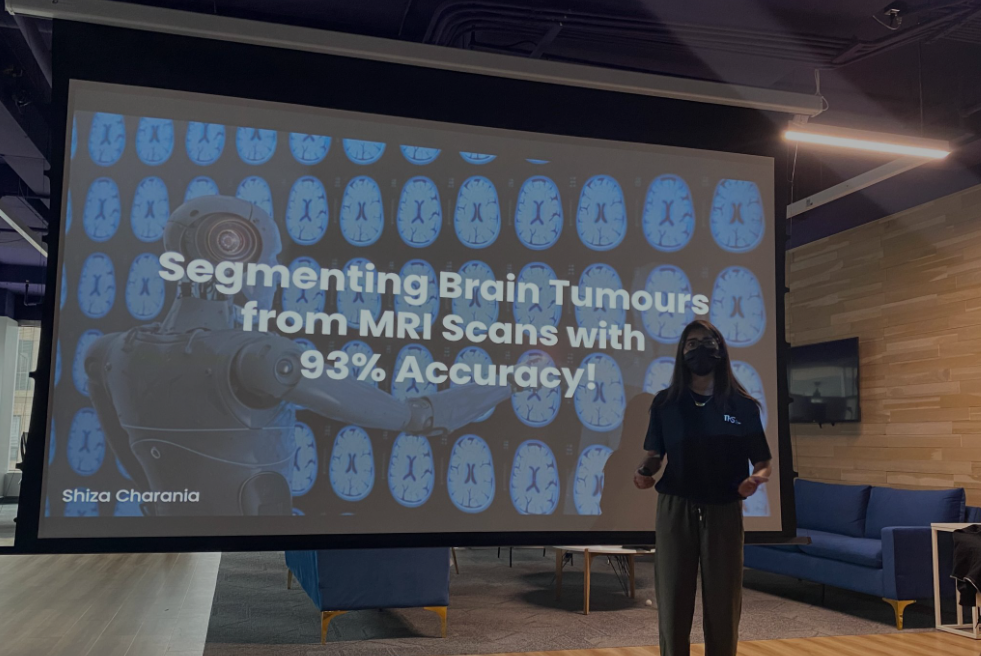 Segmenting Brain Tumours
from MRI Scans with
93% Accuracy!
Shiza Charania